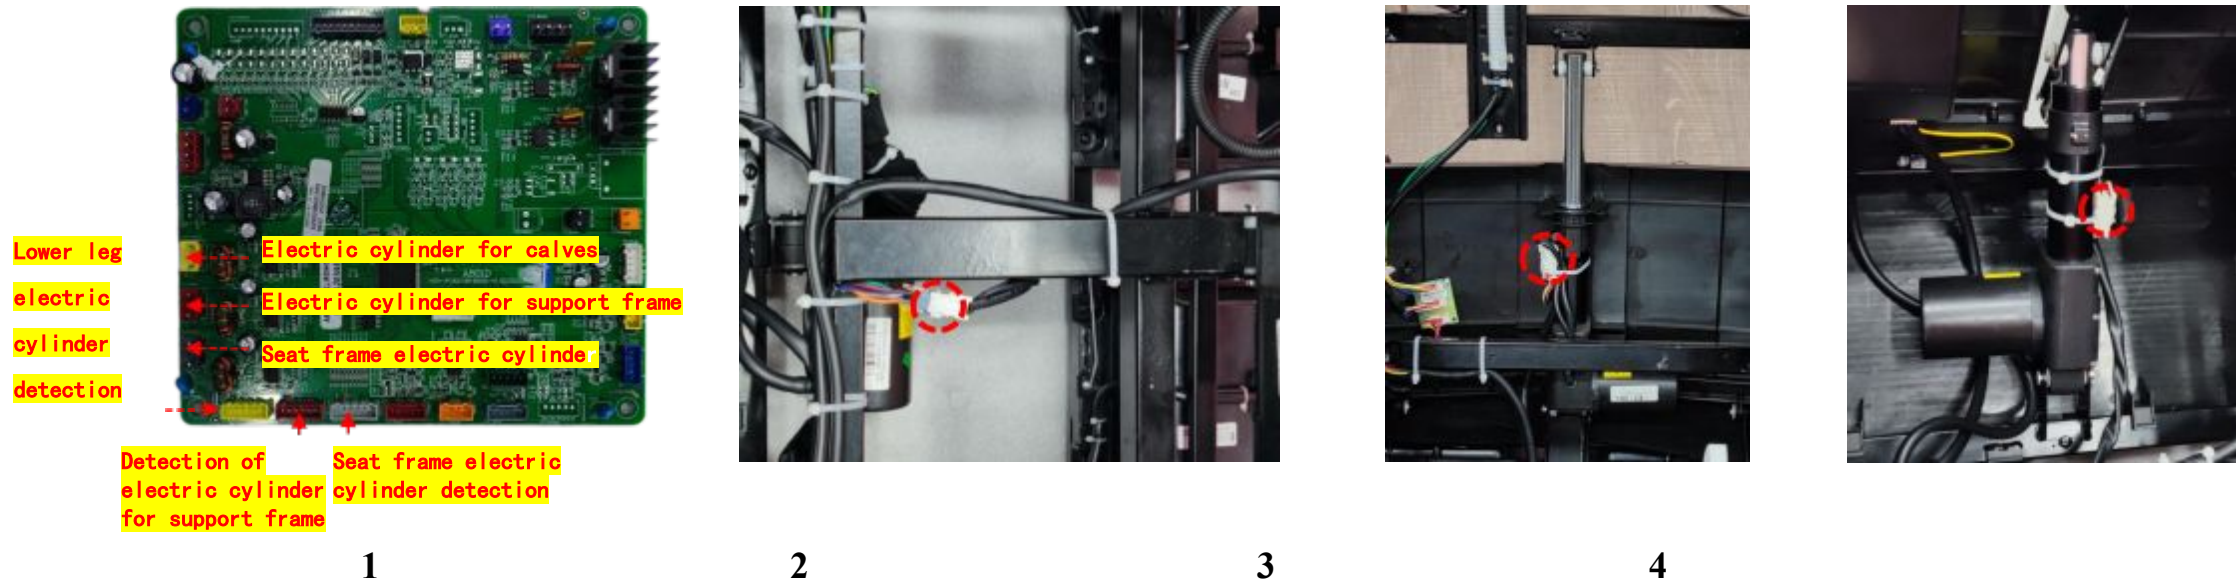 Lower leg
electric
cylinder
detection
Electric cylinder for calves
Electric cylinder for support frame
Seat frame electric cylinder
Detection of
electric cylinder
for support frame
Seat frame electric
cylinder detection
1
2
3
4